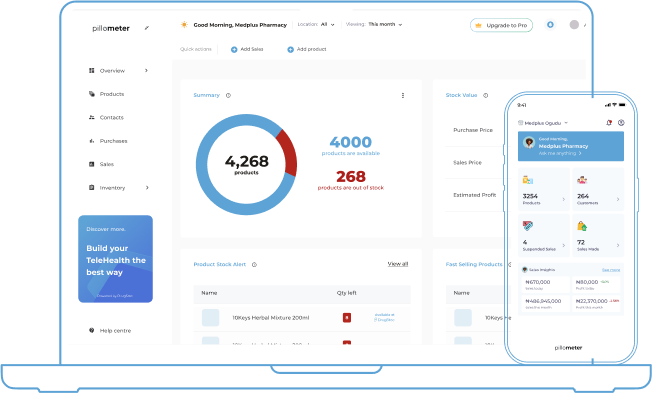 pillometer
Good Morning, Medplus Pharmacy
Location: All
Viewing: This month
Upgrade to Pro
Quick actions
Add Sales
Add product
Overview
Products
Contacts
Purchases
Sales
Inventory
Discover more.
Build your
TeleHealth the
best way
Help centre
Summary
4,268
products
4000
products are available
268
products are out of stock
Stock Value
Purchase Price
Sales Price
Estimated Profit
Product Stock Alert
View all
Name
Qty left
10Keys Herbal Mixture 200ml
Fast Selling Products
Name
10Keys He
9:41
Medplus Ogudu
Good Morning,
Medplus Pharmacy
Ask me anything
3254
Products
264
Customers
4
Suspended Sales
72
Sales Made
Sales Insights
See more
₦670,000
Sales today
₦80,000
Profit today
₦486,945,000
Sales this month
₦22,370,000
Profit this month
pillometer